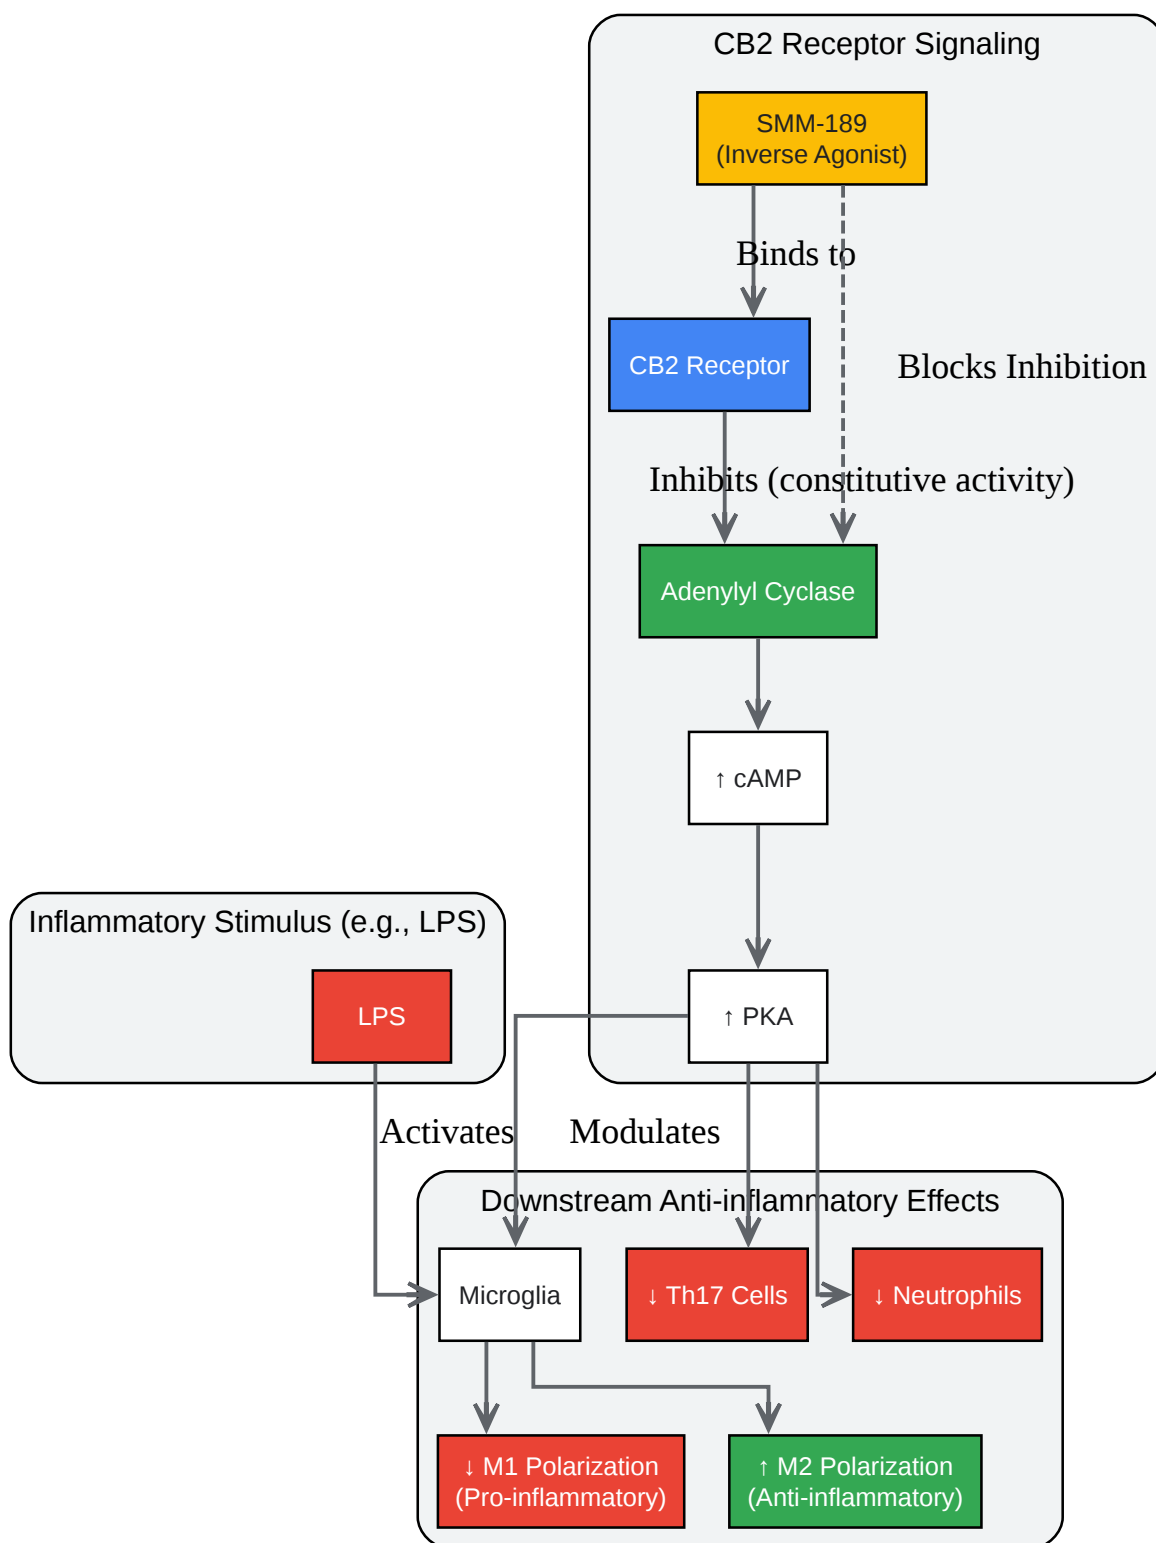 CB2 Receptor Signaling
SMM-189
(Inverse Agonist)
Binds to
CB2 Receptor
Blocks Inhibition
Inhibits (constitutive activity)
Adenylyl Cyclase
↑ cAMP
Inflammatory Stimulus (e.g., LPS)
LPS
↑ PKA
Activates
Modulates
Downstream Anti-inflammatory Effects
Microglia
↓ Th17 Cells
↓ Neutrophils
↓ M1 Polarization
(Pro-inflammatory)
↑ M2 Polarization
(Anti-inflammatory)